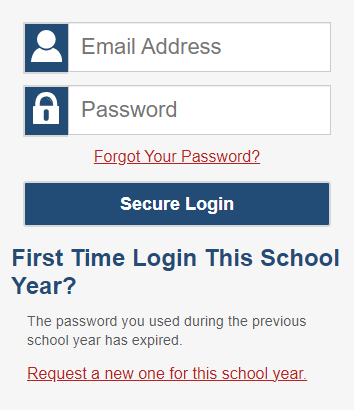 Email Address
Password
Forgot Your Password?
Secure Login
First Time Login This School
Year?
The password you used during the previous
school year has expired.
Request a new one for this school year.